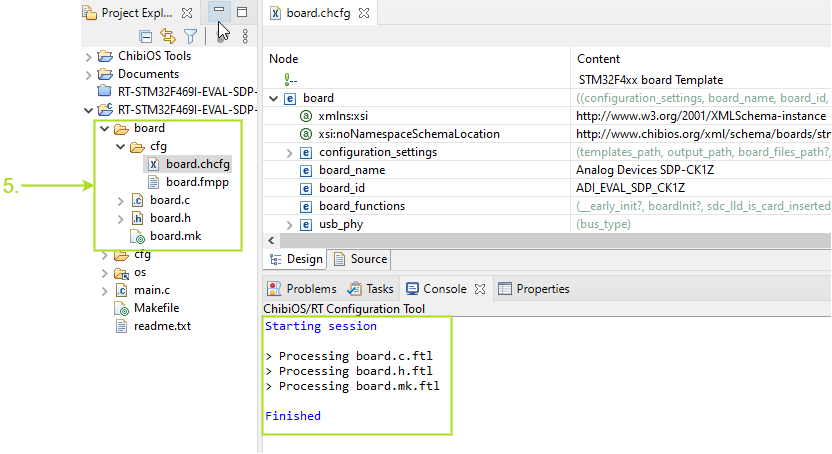 Project Expl...
ChibiOS Tools
Documents
RT-STM32F469I-EVAL-SDP-
RT-STM32F469I-EVAL-SDP-
board
cfg
board.chcfg
board.fmpp
board.c
board.h
board.mk
cfg
os
main.c
Makefile
readme.txt
5.
board.chcfg
Node Content
STM32F4xx board Template
board ((configuration_settings, board_name, board_id,
xmlns:xsi http://www.w3.org/2001/XMLSchema-instance
xsi:noNamespaceSchemaLocation http://www.chibios.org/xml/schema/boards/stm
configuration_settings (templates_path, output_path, board_files_path?,
board_name Analog Devices SDP-CK1Z
board_id ADI_EVAL_SDP_CK1Z
board_functions (__early_init?, boardInit?, sdc_lld_is_card_inserted
usb_phy (bus_type)
Design Source
Problems Tasks Console Properties
ChibiOS/RT Configuration Tool
Starting session
> Processing board.c.ftl
> Processing board.h.ftl
> Processing board.mk.ftl
Finished